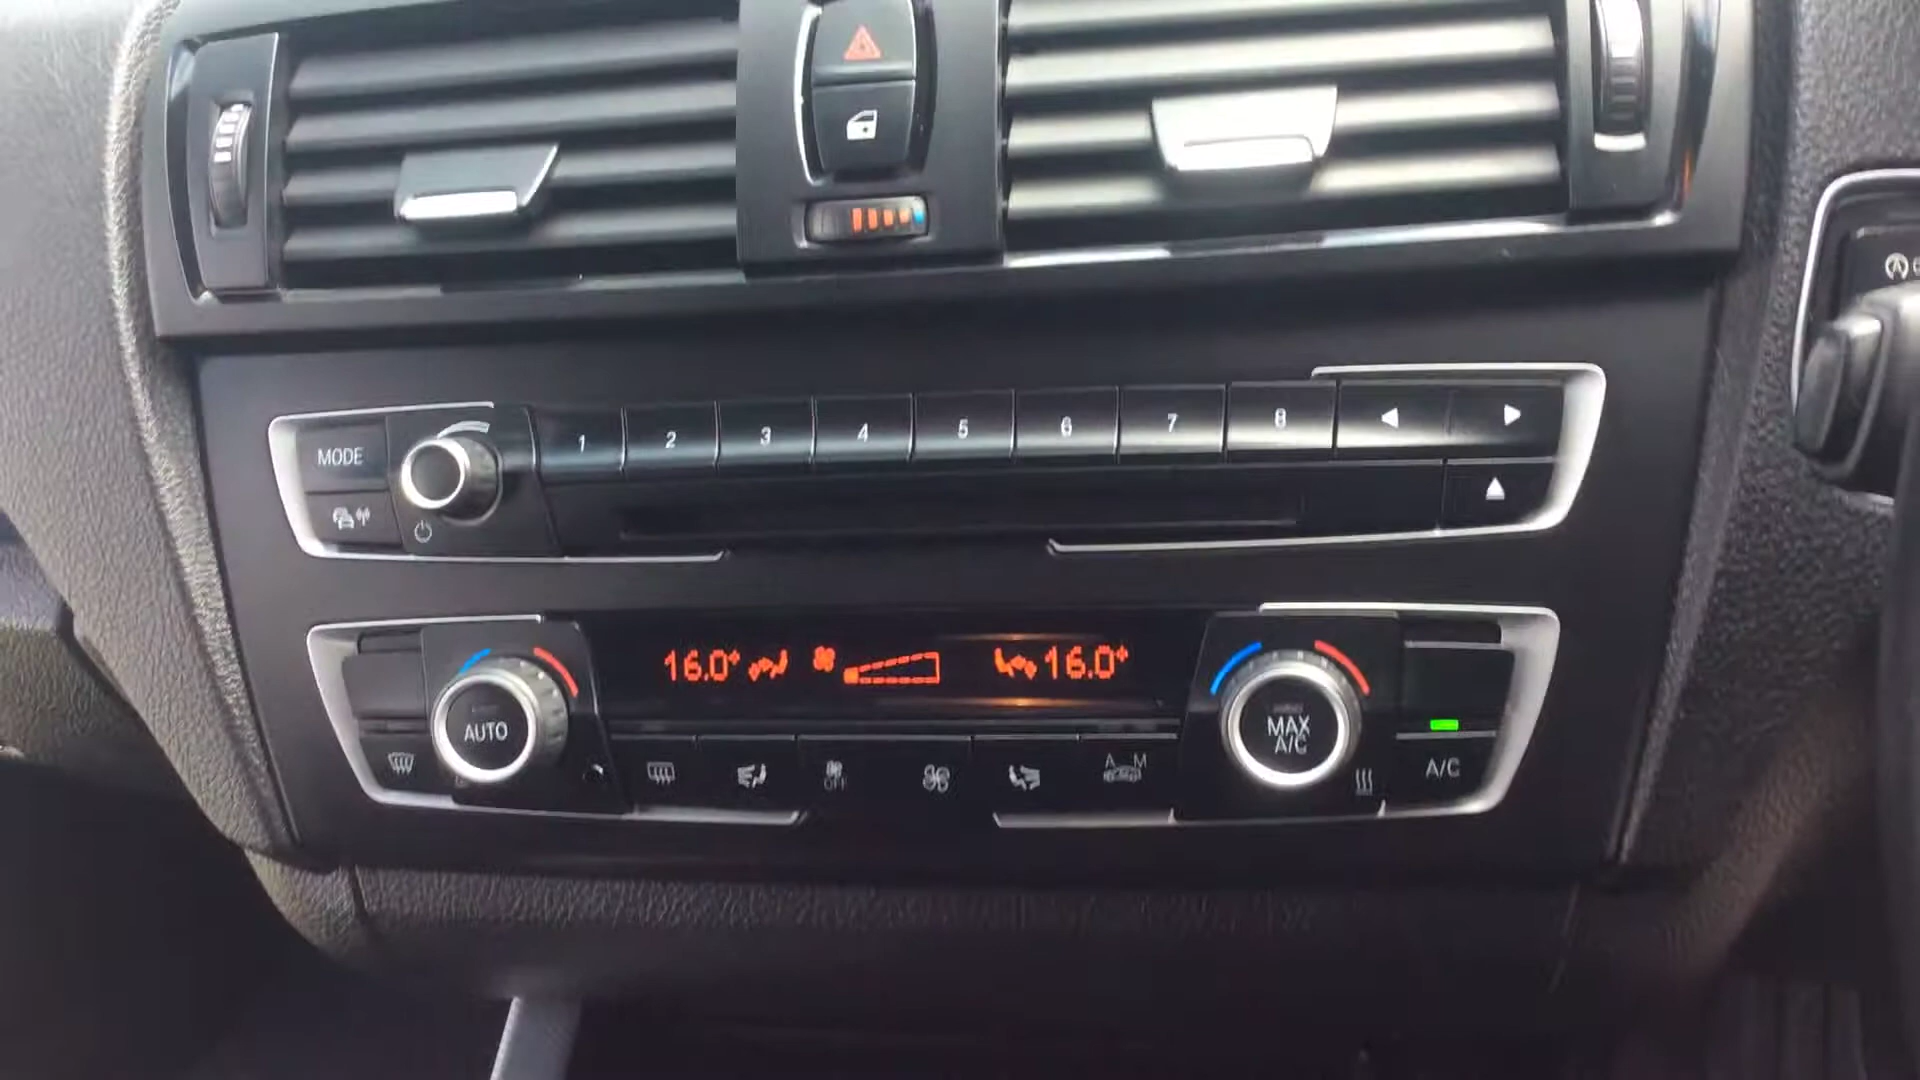 MODE
1 2 3 4 5 6 7 8
16.0° 16.0°
AUTO
MAX
A/C
OFF
A M
A/C